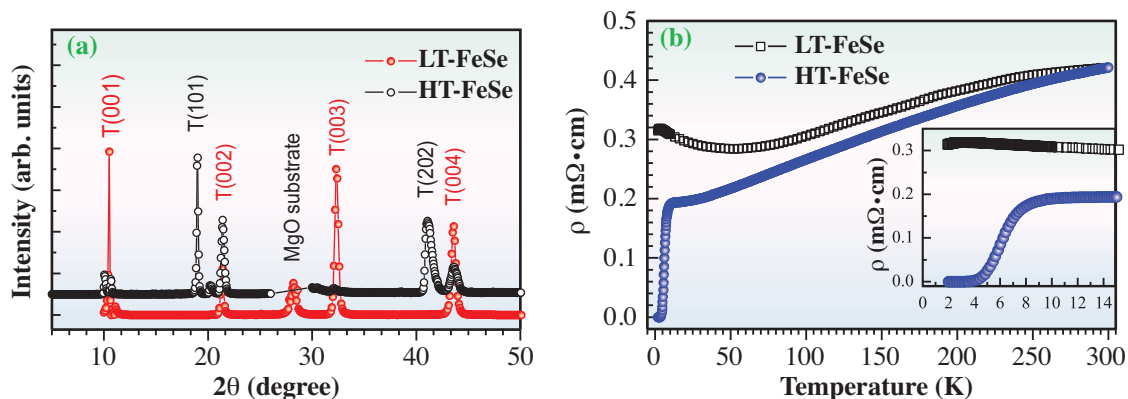 (a)
LT-FeSe
HT-FeSe
T(001)
T(101)
T(002)
MgO substrate
T(003)
T(202)
T(004)
Intensity (arb. units)
10 20 30 40 50
2θ (degree)
(b)
LT-FeSe
HT-FeSe
0.5
0.4
0.3
0.2
0.1
0.0
ρ (mΩ•cm)
0 50 100 150 200 250 300
Temperature (K)
0.3
0.2
0.1
0.0
ρ (mΩ•cm)
0 2 4 6 8 10 12 14